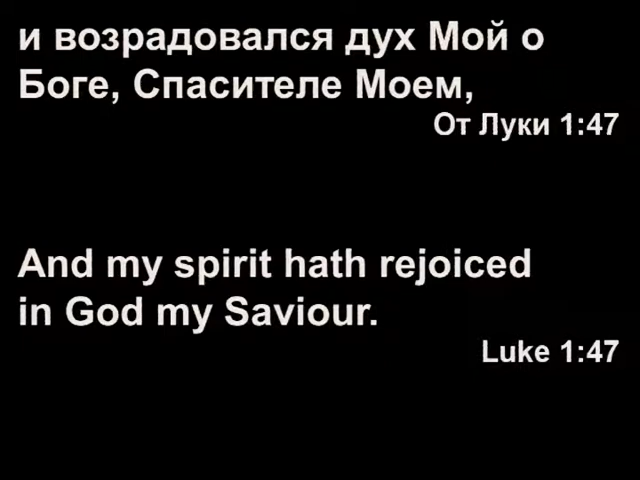 и возрадовался дух Мой о
Боге, Спасителе Моем,
От Луки 1:47
And my spirit hath rejoiced
in God my Saviour.
Luke 1:47